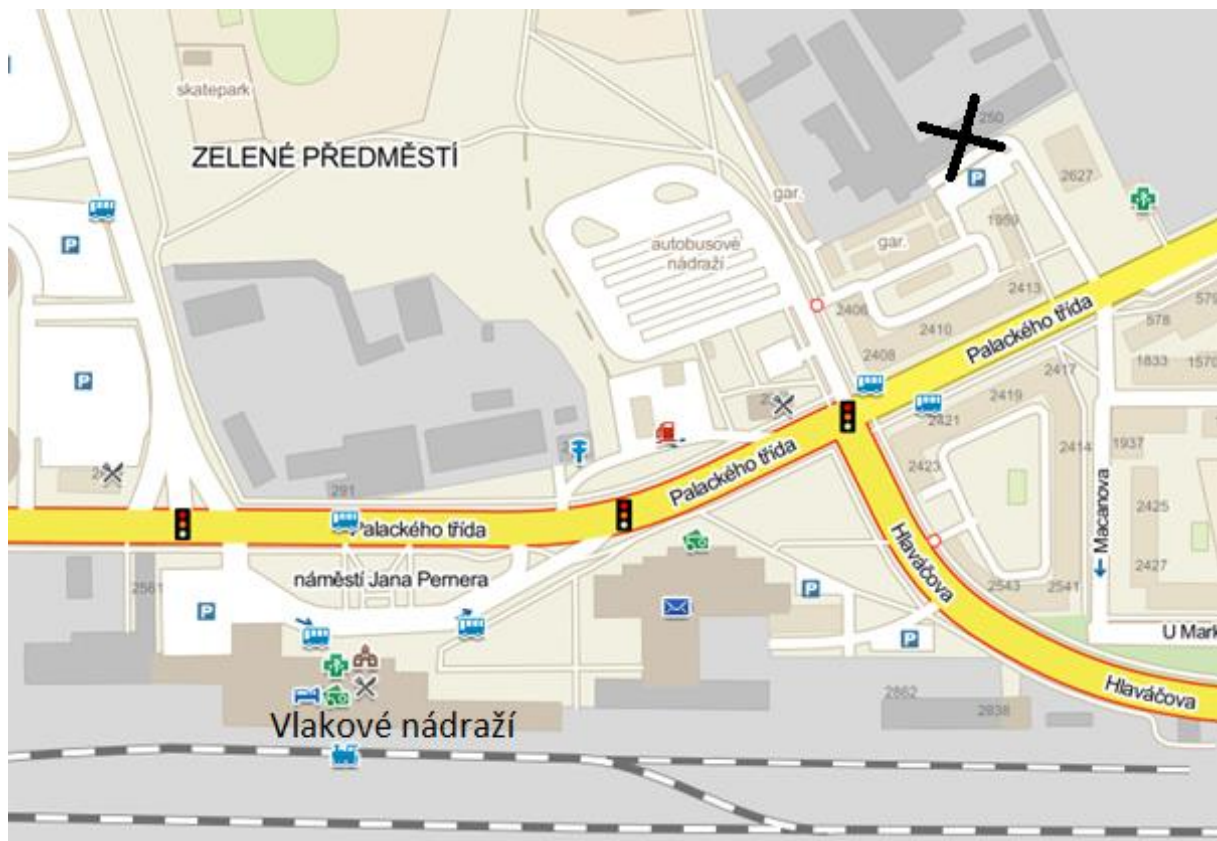 skatepark
ZELENÉ PŘEDMĚSTÍ
250
2627
P
gar.
1959
P
autobusové
nádraží
gar.
2413
2406
2410
Palackého třída
2408
578
579
2417
1833
1570
P
2419
2421
2414
1937
2423
Palackého třída
291
Palackého třída
2425
Macanova
náměstí Jana Pernera
2561
Hlaváčova
2543
2541
2427
P
P
P
U Mark
Hlaváčova
2862
2938
Vlakové nádraží